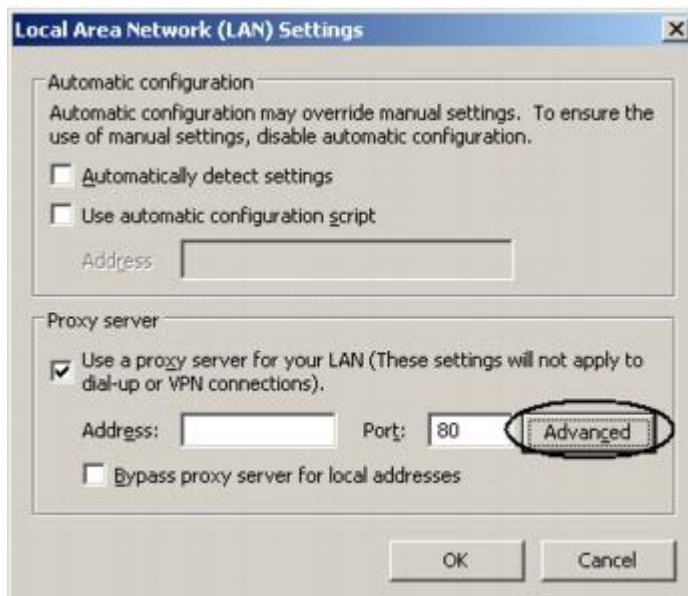 Local Area Network (LAN) Settings
Automatic configuration
Automatic configuration may override manual settings. To ensure the
use of manual settings, disable automatic configuration.
Automatically detect settings
Use automatic configuration script
Address
Proxy server
Use a proxy server for your LAN (These settings will not apply to
dial-up or VPN connections).
Address: Port: 80 Advanced
Bypass proxy server for local addresses
OK Cancel